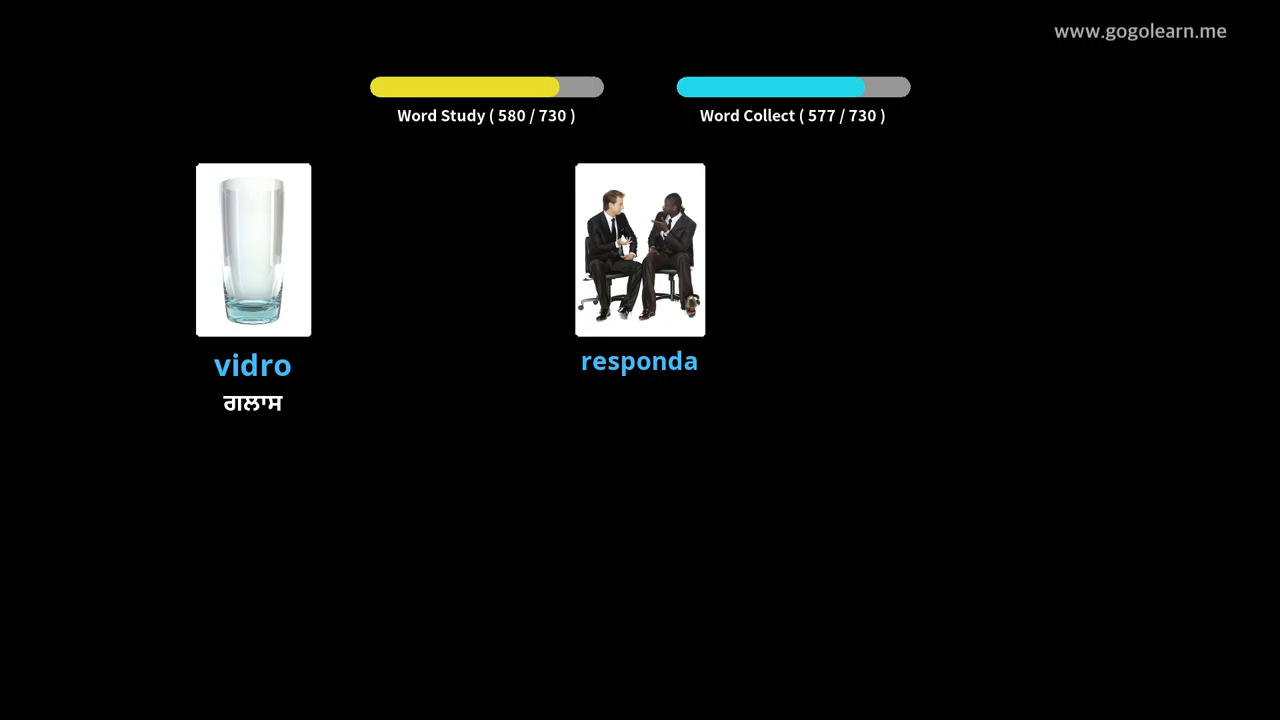 www.gogolearn.me
Word Study ( 580 / 730 )
Word Collect ( 577 / 730 )
vidro
ਗਲਾਸ
responda